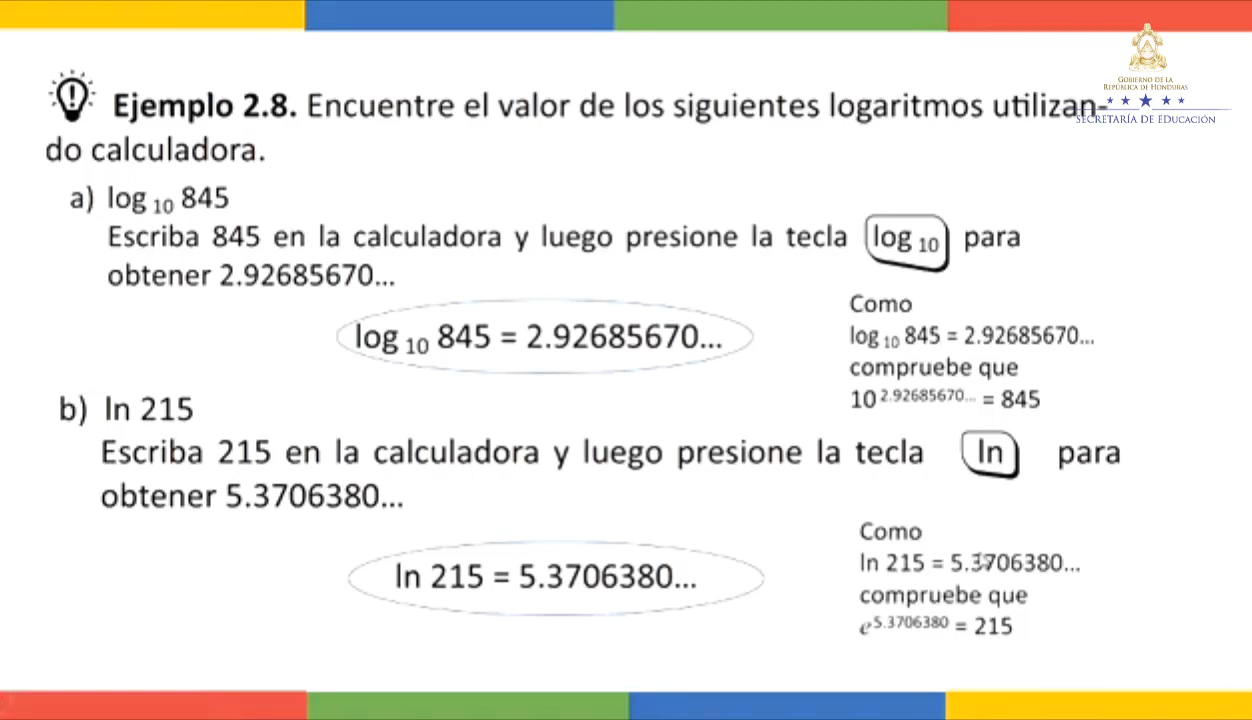 GOBIERNO DE LA
REPÚBLICA DE HONDURAS
SECRETARÍA DE EDUCACIÓN
Ejemplo 2.8. Encuentre el valor de los siguientes logaritmos utilizan-
do calculadora.
a) log 10 845
Escriba 845 en la calculadora y luego presione la tecla log 10 para
obtener 2.92685670...
log 10 845 = 2.92685670...
Como
log 10 845 = 2.92685670...
compruebe que
10 2.92685670... = 845
b) ln 215
Escriba 215 en la calculadora y luego presione la tecla ln para
obtener 5.3706380...
ln 215 = 5.3706380...
Como
ln 215 = 5.3706380...
compruebe que
e5.3706380 = 215